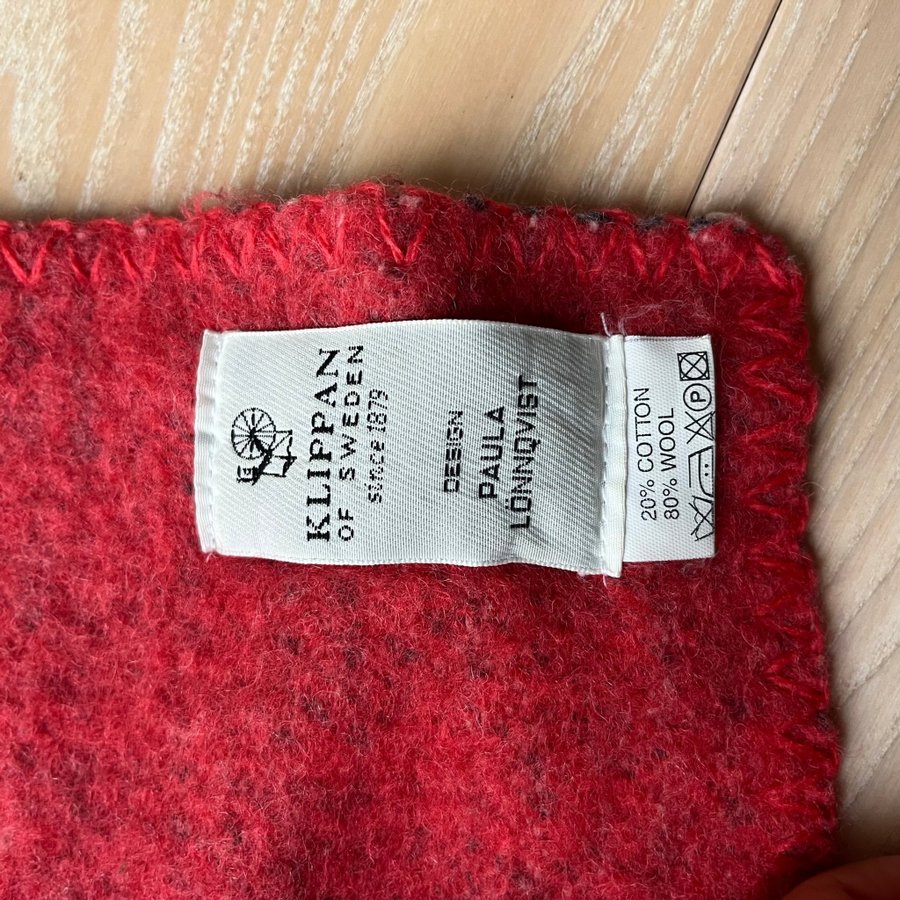 KLIPPAN
OF SWEDEN
since 1879
DESIGN
PAULA
LÖNNQVIST
20% COTTON
80% WOOL
P